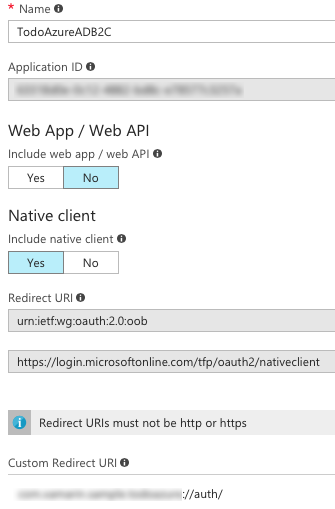 * Name
TodoAzureADB2C
Application ID
Web App / Web API
Include web app / web API
Yes No
Native client
Include native client
Yes No
Redirect URI
urn:ietf:wg:oauth:2.0:oob
https://login.microsoftonline.com/tfp/oauth2/nativeclient
Redirect URIs must not be http or https
Custom Redirect URI
://auth/